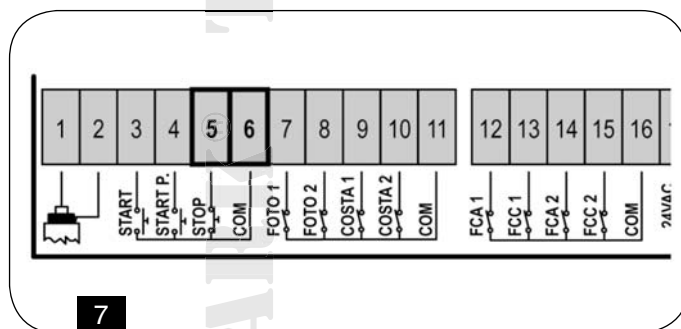 1 2 3 4 5 6 7 8 9 10 11 12 13 14 15 16
START
START P.
STOP
COM
FOTO 1
FOTO 2
COSTA 1
COSTA 2
COM
FCA 1
FCC 1
FCA 2
FCC 2
COM
24VAC
7